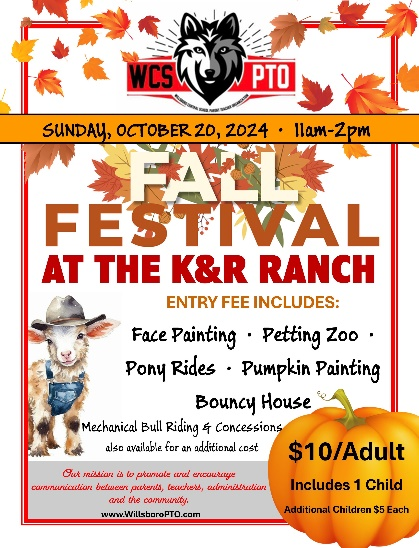 WCS PTO
SUNDAY, OCTOBER 20, 2024 • 11am-2pm
FALL
FESTIVAL
AT THE K&R RANCH
ENTRY FEE INCLUDES:
Face Painting • Petting Zoo •
Pony Rides • Pumpkin Painting
Bouncy House
Mechanical Bull Riding & Concessions
also available for an additional cost
$10/Adult
Includes 1 Child
Additional Children $5 Each
Our mission is to promote and encourage
communication between parents, teachers, administration
and the community.
www.WillsboroPTO.com